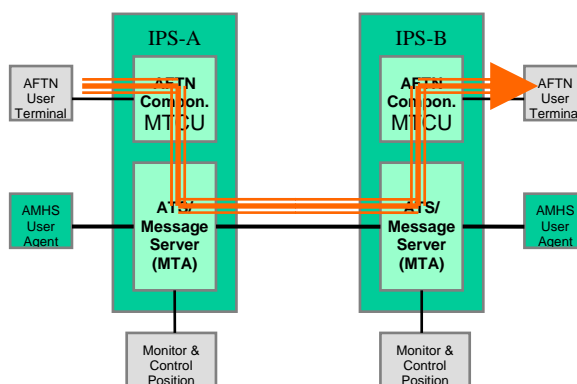 IPS-A
IPS-B
AFTN
User
Terminal
AFTN
Compon.
MTCU
AFTN
Compon.
MTCU
AFTN
User
Terminal
AMHS
User
Agent
ATS/
Message
Server
(MTA)
ATS/
Message
Server
(MTA)
AMHS
User
Agent
Monitor &
Control
Position
Monitor &
Control
Position